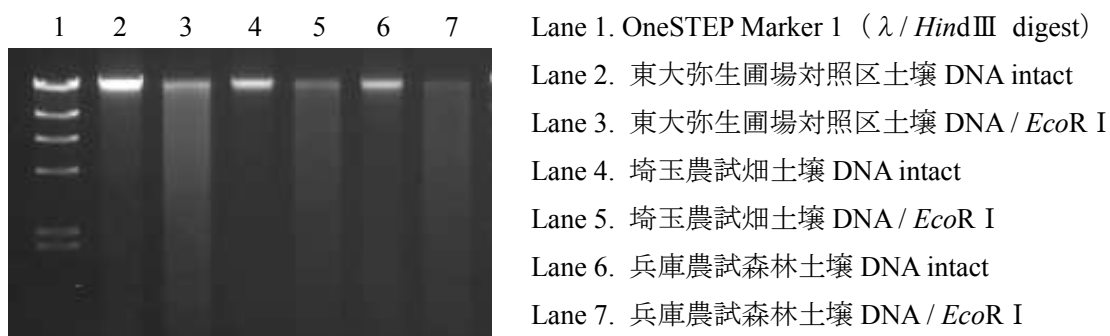 1 2 3 4 5 6 7
Lane 1. OneSTEP Marker 1 （λ/ HindⅢ digest）
Lane 2. 東大弥生圃場対照区土壌 DNA intact
Lane 3. 東大弥生圃場対照区土壌 DNA / EcoR Ⅰ
Lane 4. 埼玉農試畑土壌 DNA intact
Lane 5. 埼玉農試畑土壌 DNA / EcoR Ⅰ
Lane 6. 兵庫農試森林土壌 DNA intact
Lane 7. 兵庫農試森林土壌 DNA / EcoR Ⅰ